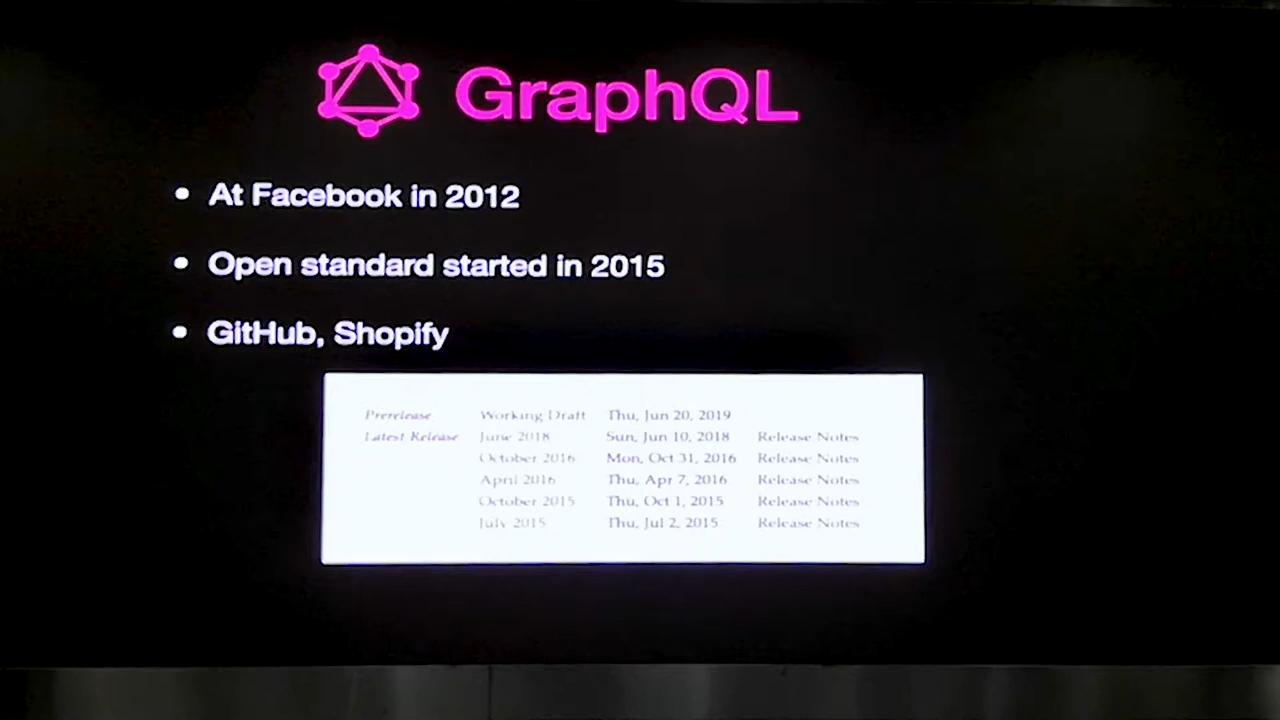 GraphQL
• At Facebook in 2012
• Open standard started in 2015
• GitHub, Shopify
Prerelease Working Draft Thu, Jun 20, 2019
Latest Release June 2018 Sun, Jun 10, 2018 Release Notes
October 2016 Mon, Oct 31, 2016 Release Notes
April 2016 Thu, Apr 7, 2016 Release Notes
October 2015 Thu, Oct 1, 2015 Release Notes
July 2015 Thu, Jul 2, 2015 Release Notes